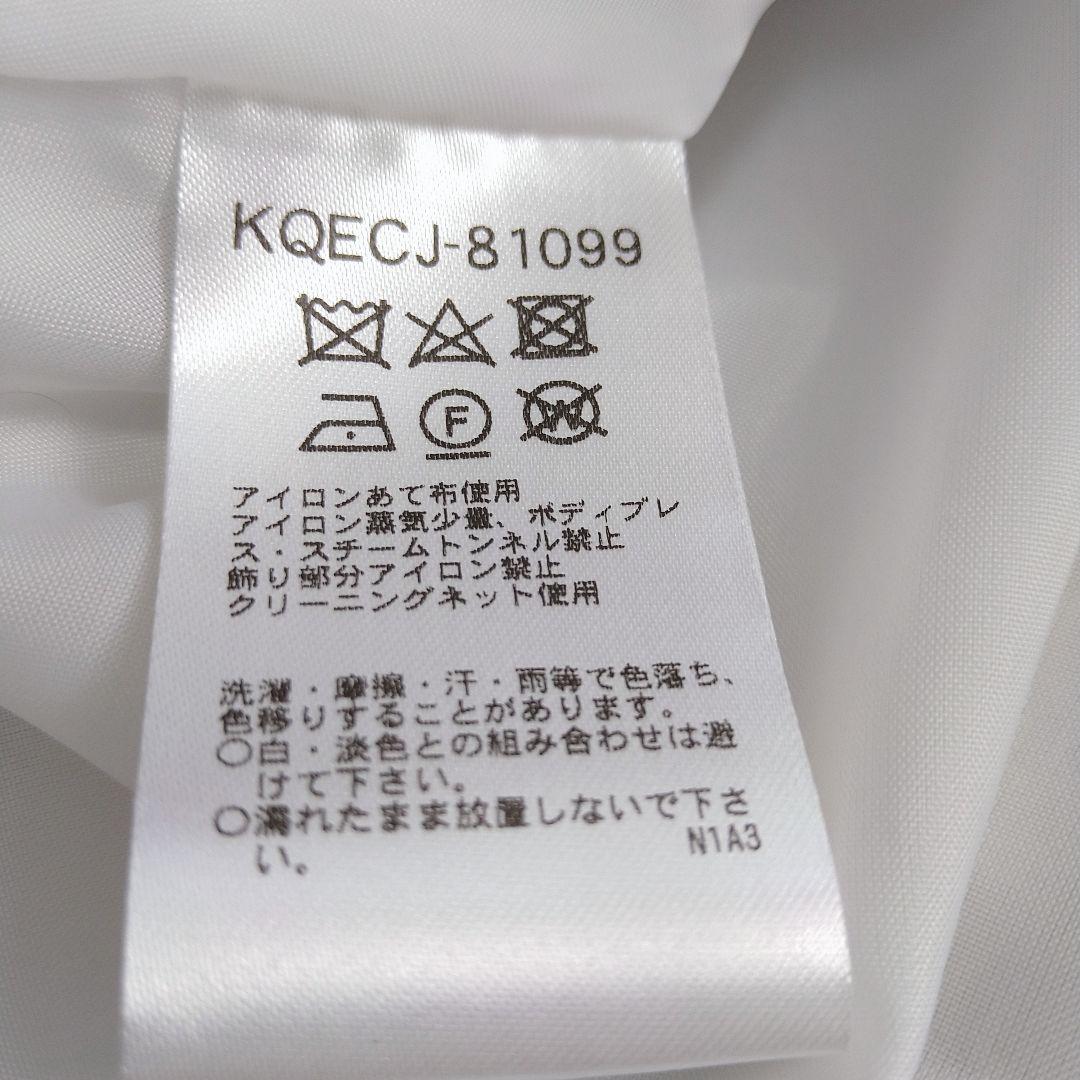 KQECJ-81099
F
W
アイロンあて布使用
アイロン蒸気少量、ボディプレ
ス・スチームトンネル禁止
飾り部分アイロン禁止
クリーニングネット使用
洗濯・摩擦・汗・雨等で色落ち、
色移りすることがあります。
○白・淡色との組み合わせは避
けて下さい。
○濡れたまま放置しないで下さ
い。
N1A3